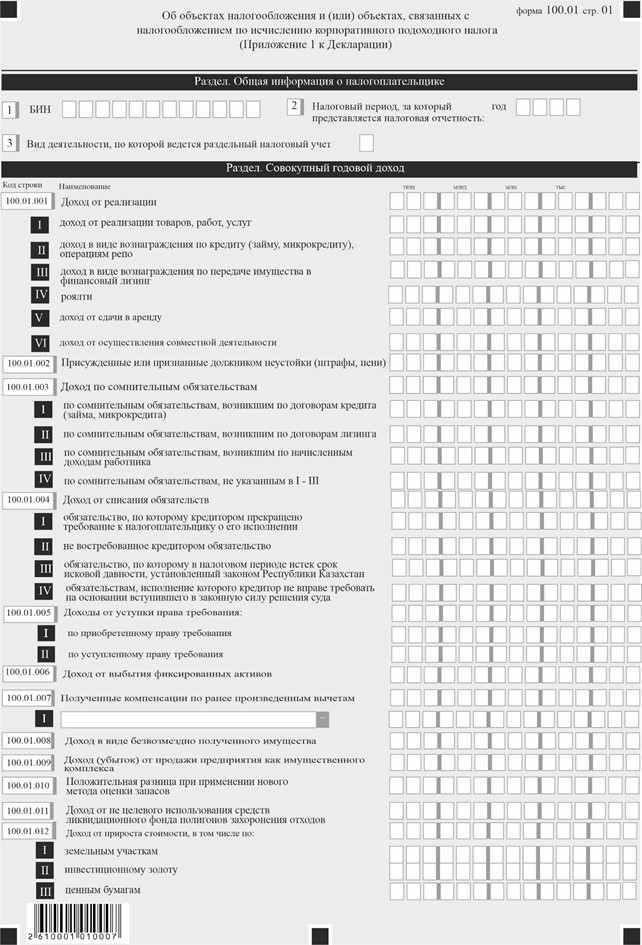 форма 100.01 стр. 01
Об объектах налогообложения и (или) объектах, связанных с
налогообложением по исчислению корпоративного подоходного налога
(Приложение 1 к Декларации)
Раздел. Общая информация о налогоплательщике
1 БИН
2 Налоговый период, за который год
представляется налоговая отчетность:
3 Вид деятельности, по которой ведется раздельный налоговый учет
Раздел. Совокупный годовой доход
Код строки Наименование трлн млрд млн тыс.
100.01.001 Доход от реализации
I доход от реализации товаров, работ, услуг
II доход в виде вознаграждения по кредиту (займу, микрокредиту),
операциям репо
III доход в виде вознаграждения по передаче имущества в
финансовый лизинг
IV роялти
V доход от сдачи в аренду
VI доход от осуществления совместной деятельности
100.01.002 Присужденные или признанные должником неустойки (штрафы, пени)
100.01.003 Доход по сомнительным обязательствам
I по сомнительным обязательствам, возникшим по договорам кредита
(займа, микрокредита)
II по сомнительным обязательствам, возникшим по договорам лизинга
III по сомнительным обязательствам, возникшим по начисленным
доходам работника
IV по сомнительным обязательствам, не указанным в I - III
100.01.004 Доход от списания обязательств
I обязательство, по которому кредитором прекращено
требование к налогоплательщику о его исполнении
II не востребованное кредитором обязательство
III обязательство, по которому в налоговом периоде истек срок
исковой давности, установленный законом Республики Казахстан
IV обязательствам, исполнение которого кредитор не вправе требовать
на основании вступившего в законную силу решения суда
100.01.005 Доходы от уступки права требования:
I по приобретенному праву требования
II по уступленному праву требования
100.01.006 Доход от выбытия фиксированных активов
100.01.007 Полученные компенсации по ранее произведенным вычетам
I
100.01.008 Доход в виде безвозмездно полученного имущества
100.01.009 Доход (убыток) от продажи предприятия как имущественного
комплекса
100.01.010 Положительная разница при применении нового
метода оценки запасов
100.01.011 Доход от не целевого использования средств
ликвидационного фонда полигонов захоронения отходов
100.01.012 Доход от прироста стоимости, в том числе по:
I земельным участкам
II инвестиционному золоту
III ценным бумагам
2 610001 010007